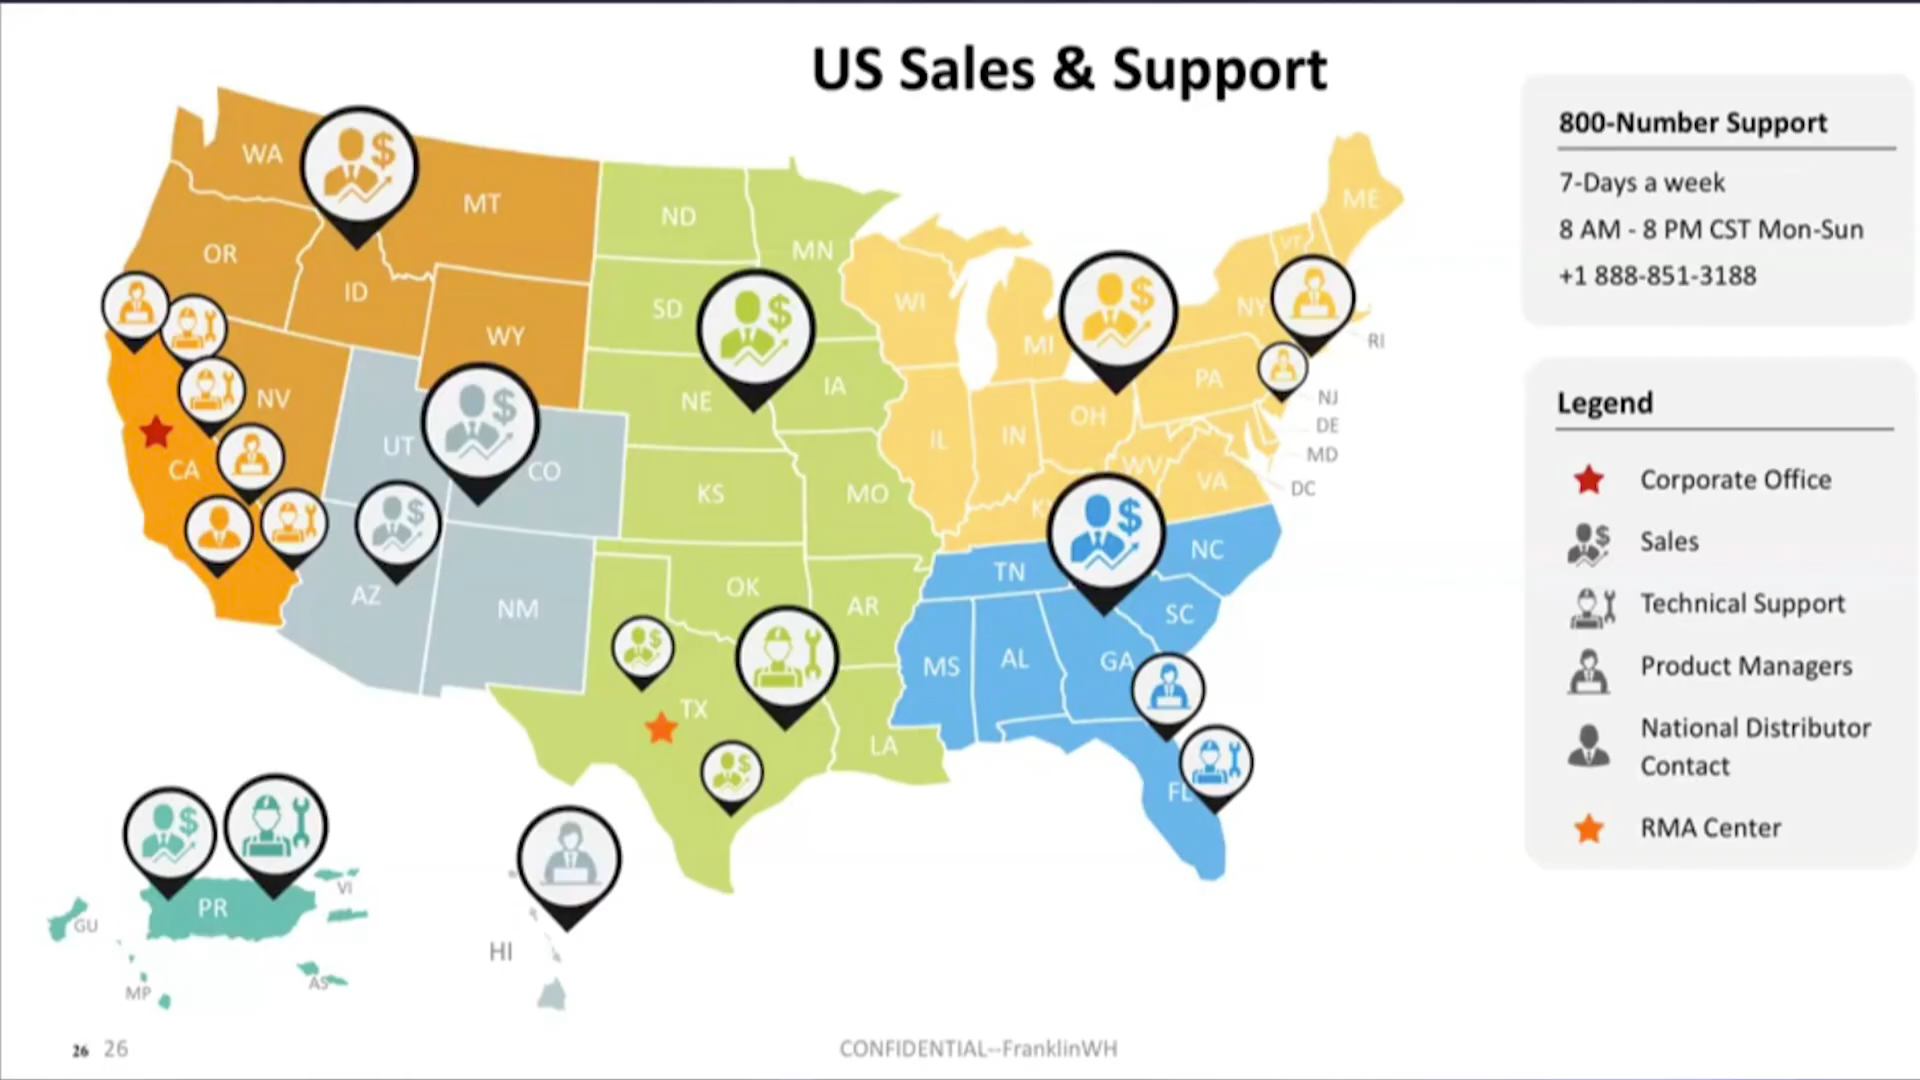 US Sales & Support
800-Number Support
7-Days a week
8 AM - 8 PM CST Mon-Sun
+1 888-851-3188
Legend
Corporate Office
Sales
Technical Support
Product Managers
National Distributor
Contact
RMA Center
WA
MT
OR
ID
WY
NV
CA
UT
CO
AZ
NM
ND
MN
SD
NE
IA
KS
MO
OK
AR
TX
LA
WI
MI
IL
IN
OH
KY
WV
VA
PA
NY
VT
ME
RI
NJ
DE
MD
DC
TN
NC
SC
MS
AL
GA
FL
PR
VI
GU
MP
AS
HI
26 26
CONFIDENTIAL--FranklinWH